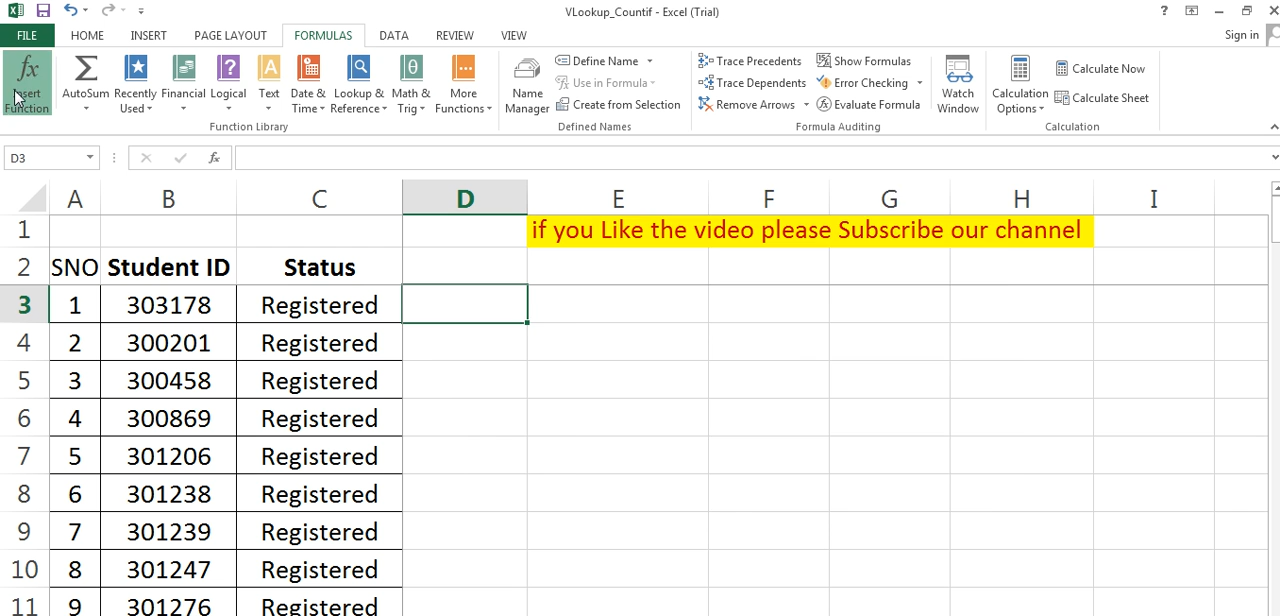 VLookup_Countif - Excel (Trial)
?
FILE HOME INSERT PAGE LAYOUT FORMULAS DATA REVIEW VIEW Sign in
fx Insert Function
Σ AutoSum
Recently Used
Financial
? Logical
A Text
Date & Time
Lookup & Reference
θ Math & Trig
More Functions
Function Library
Name Manager
Define Name
Use in Formula
Create from Selection
Defined Names
Trace Precedents
Trace Dependents
Remove Arrows
Show Formulas
Error Checking
Evaluate Formula
Formula Auditing
Watch Window
Calculation Options
Calculate Now
Calculate Sheet
Calculation
D3 fx
A B C D E F G H I
1 if you Like the video please Subscribe our channel
2 SNO Student ID Status
3 1 303178 Registered
4 2 300201 Registered
5 3 300458 Registered
6 4 300869 Registered
7 5 301206 Registered
8 6 301238 Registered
9 7 301239 Registered
10 8 301247 Registered
11 9 301276 Registered